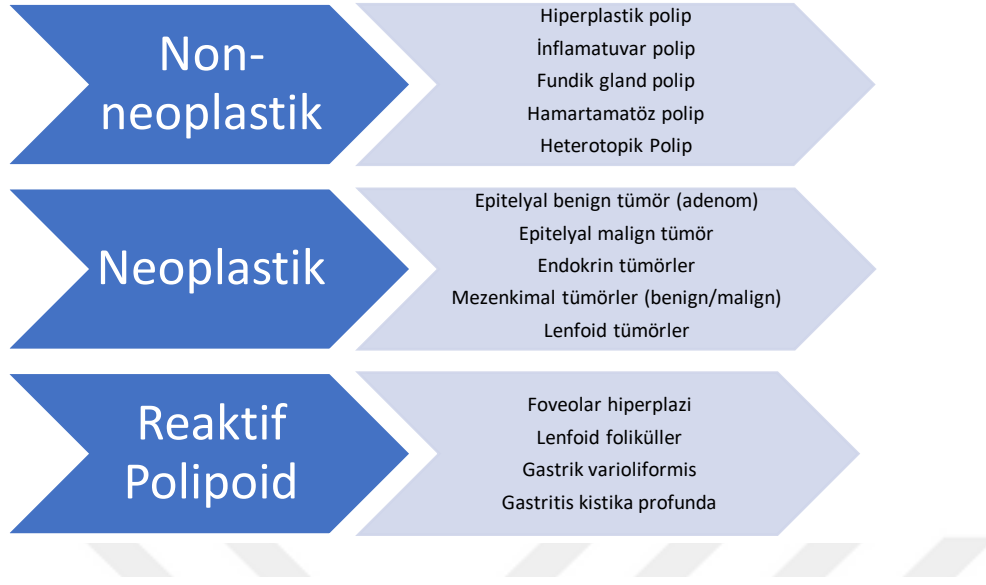 Non-
neoplastik
Hiperplastik polip
İnflamatuvar polip
Fundik gland polip
Hamartamatöz polip
Heterotopik Polip
Neoplastik
Epitelyal benign tümör (adenom)
Epitelyal malign tümör
Endokrin tümörler
Mezenkimal tümörler (benign/malign)
Lenfoid tümörler
Reaktif
Polipoid
Foveolar hiperplazi
Lenfoid foliküller
Gastrik varioliformis
Gastritis kistika profunda